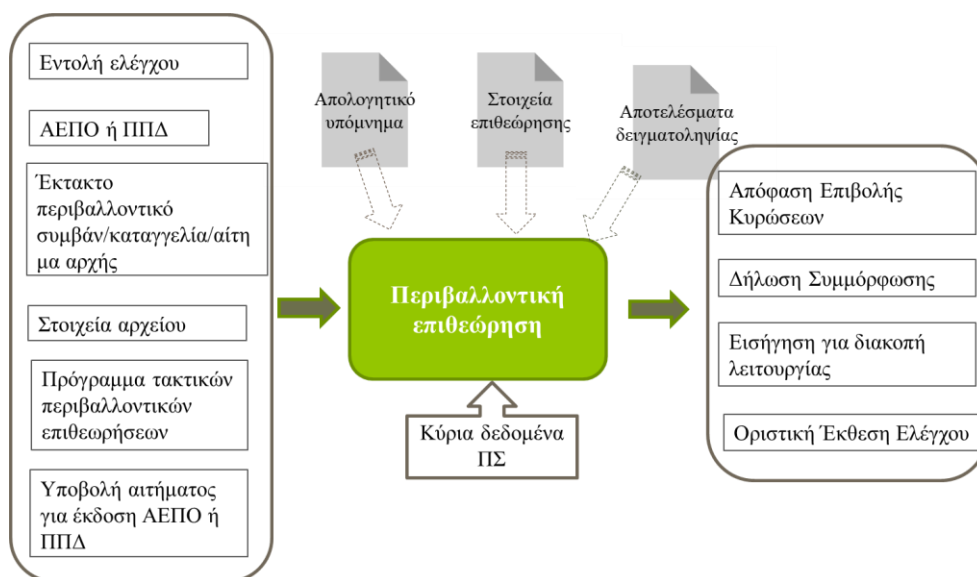 Εντολή ελέγχου
ΑΕΠΟ ή ΠΠΔ
Έκτακτο
περιβαλλοντικό
συμβάν/καταγγελία/αίτη
μα αρχής
Στοιχεία αρχείου
Πρόγραμμα τακτικών
περιβαλλοντικών
επιθεωρήσεων
Υποβολή αιτήματος
για έκδοση ΑΕΠΟ ή
ΠΠΔ
Απολογητικό
υπόμνημα
Στοιχεία
επιθεώρησης
Αποτελέσματα
δειγματοληψίας
Περιβαλλοντική
επιθεώρηση
Κύρια δεδομένα
ΠΣ
Απόφαση Επιβολής
Κυρώσεων
Δήλωση Συμμόρφωσης
Εισήγηση για διακοπή
λειτουργίας
Οριστική Έκθεση Ελέγχου